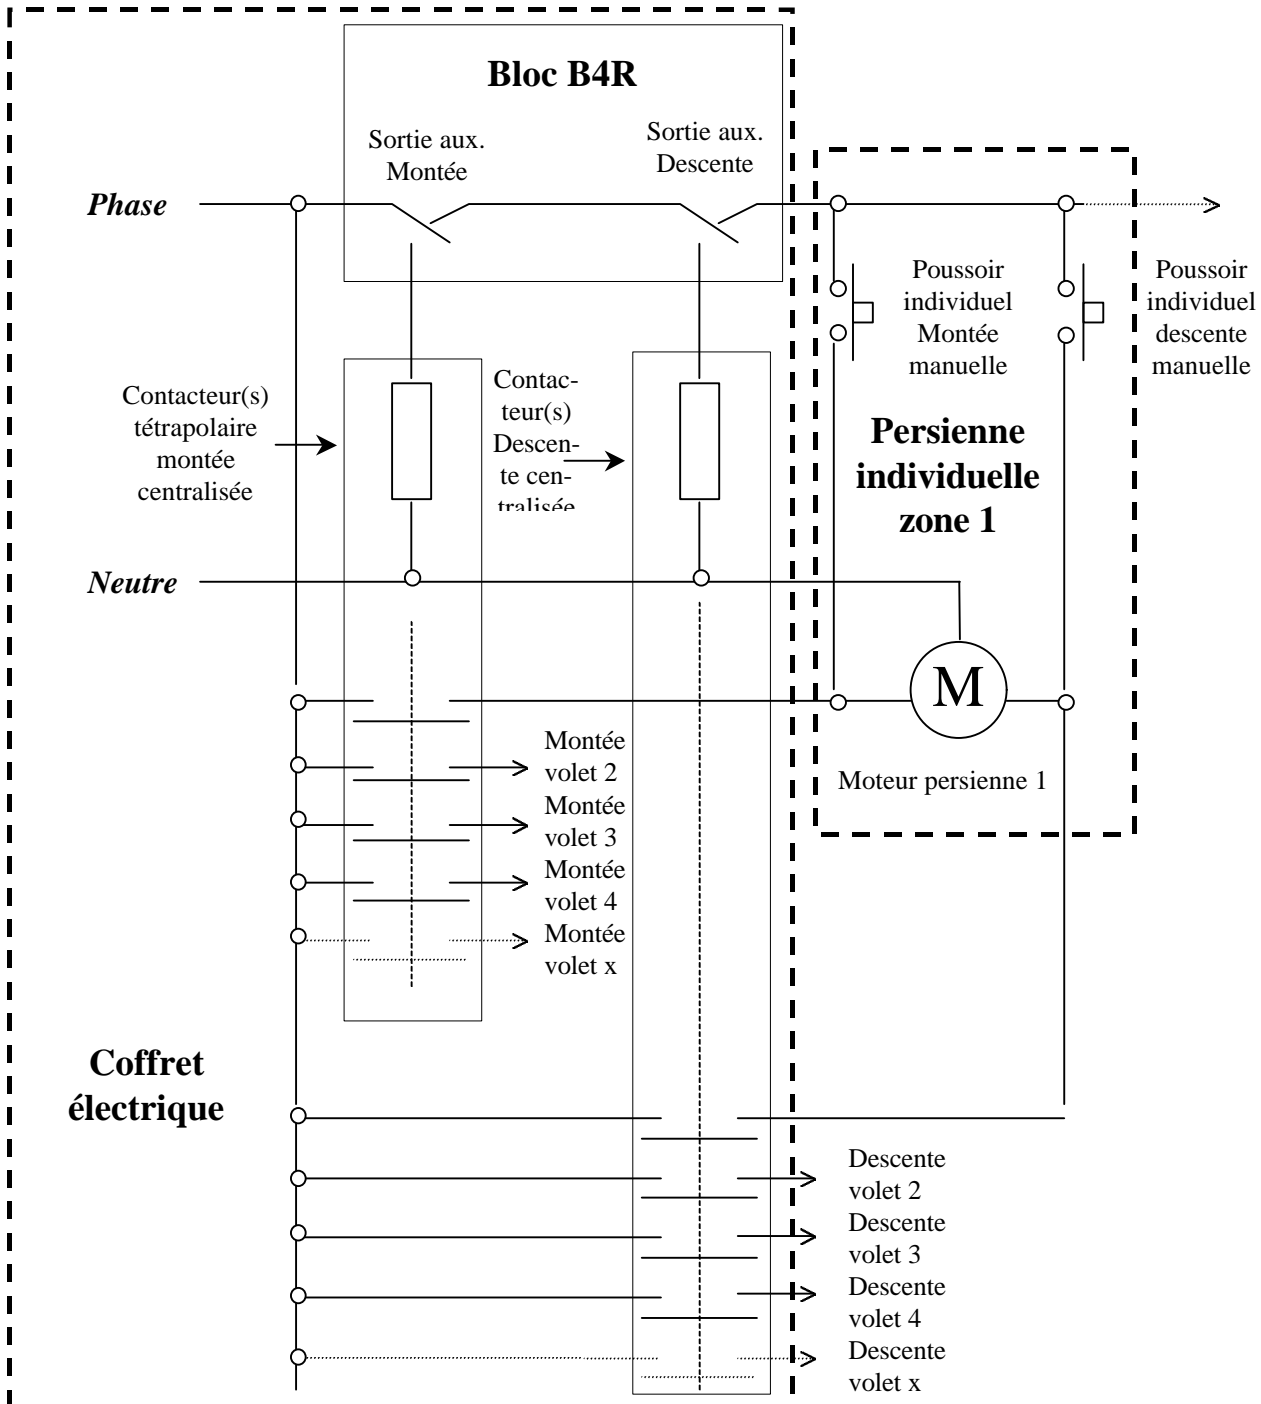 Bloc B4R
Sortie aux.
Montée
Sortie aux.
Descente
Phase
Poussoir
individuel
Montée
manuelle
Poussoir
individuel
descente
manuelle
Contacteur(s)
tétrapolaire
montée
centralisée
Contac-
teur(s)
Descen-
te cen-
tralisée
Persienne
individuelle
zone 1
Neutre
M
Moteur persienne 1
Montée
volet 2
Montée
volet 3
Montée
volet 4
Montée
volet x
Coffret
électrique
Descente
volet 2
Descente
volet 3
Descente
volet 4
Descente
volet x